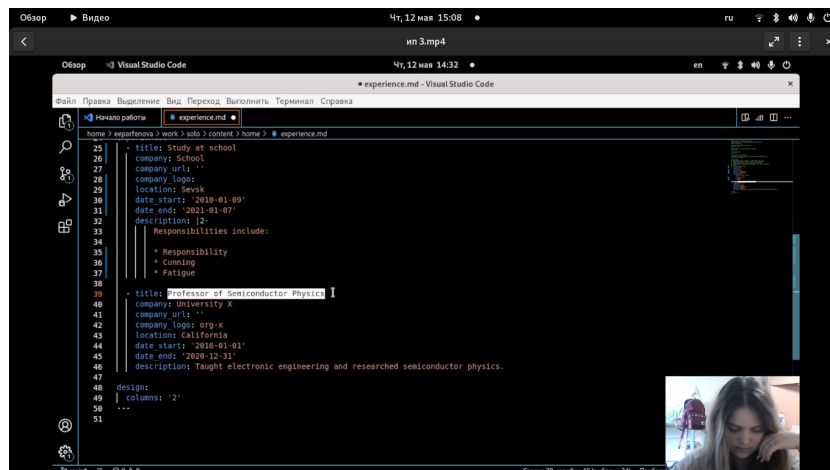 Обзор Видео Чт, 12 мая 15:08 ru
ип 3.mp4
Обзор Visual Studio Code Чт, 12 мая 14:32 en
experience.md - Visual Studio Code
Файл Правка Выделение Вид Переход Выполнить Терминал Справка
Начало работы experience.md
home > eeparfenova > work > solo > content > home > experience.md
25 - title: Study at school
26 company: School
27 company_url: ''
28 company_logo:
29 location: Sevsk
30 date_start: '2010-01-09'
31 date_end: '2021-01-07'
32 description: |2-
33 Responsibilities include:
34
35 * Responsibility
36 * Cunning
37 * Fatigue
38
39 - title: Professor of Semiconductor Physics
40 company: University X
41 company_url: ''
42 company_logo: org-x
43 location: California
44 date_start: '2016-01-01'
45 date_end: '2020-12-31'
46 description: Taught electronic engineering and researched semiconductor physics.
47
48 design:
49 columns: '2'
50 ---
51